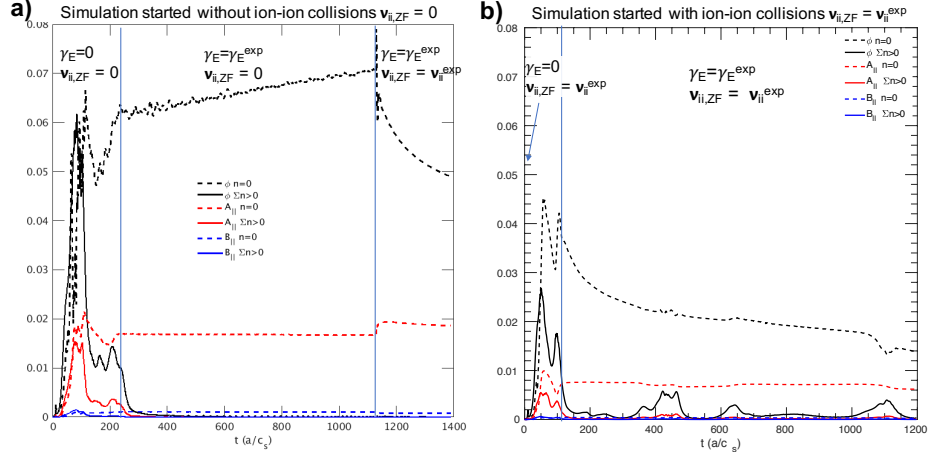 a)
Simulation started without ion-ion collisions ν_ii,ZF = 0
0.08
0.07
0.06
0.05
0.04
0.03
0.02
0.01
0
γ_E=0
ν_ii,ZF = 0
γ_E=γ_E^exp
ν_ii,ZF = 0
γ_E=γ_E^exp
ν_ii,ZF = ν_ii^exp
ϕ n=0
ϕ Σn>0
A_|| n=0
A_|| Σn>0
B_|| n=0
B_|| Σn>0
0 200 400 600 800 1000 1200 1400
t (a/c_s)
b)
Simulation started with ion-ion collisions ν_ii,ZF = ν_ii^exp
0.08
0.07
0.06
0.05
0.04
0.03
0.02
0.01
0
γ_E=0
ν_ii,ZF = ν_ii^exp
γ_E=γ_E^exp
ν_ii,ZF = ν_ii^exp
ϕ n=0
ϕ Σn>0
A_|| n=0
A_|| Σn>0
B_|| n=0
B_|| Σn>0
0 200 400 600 800 1000 1200
t (a/c_s)